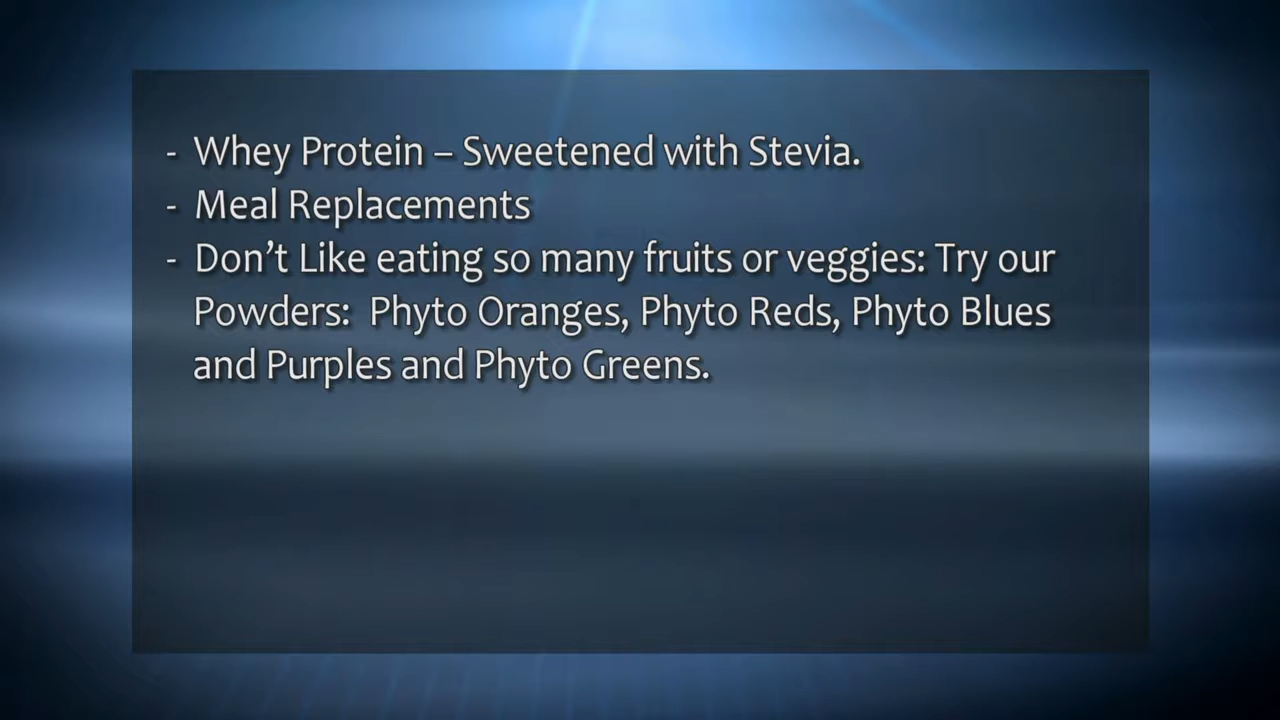 - Whey Protein – Sweetened with Stevia.
- Meal Replacements
- Don’t Like eating so many fruits or veggies: Try our
Powders:  Phyto Oranges, Phyto Reds, Phyto Blues
and Purples and Phyto Greens.